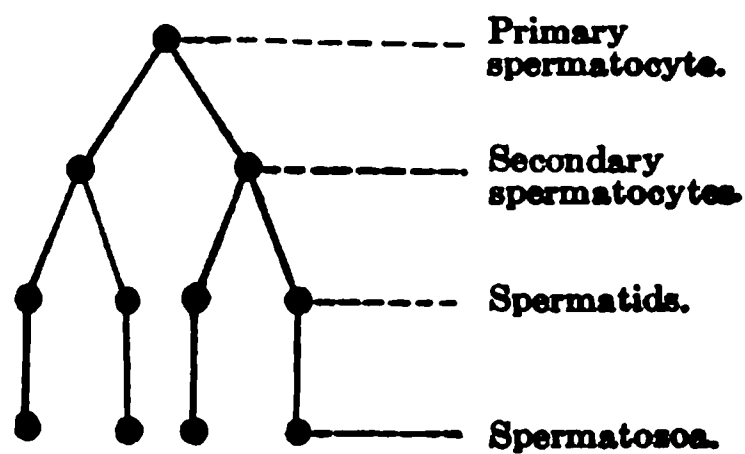 Primary
spermatocyte.
Secondary
spermatocytes.
Spermatids.
Spermatozoa.